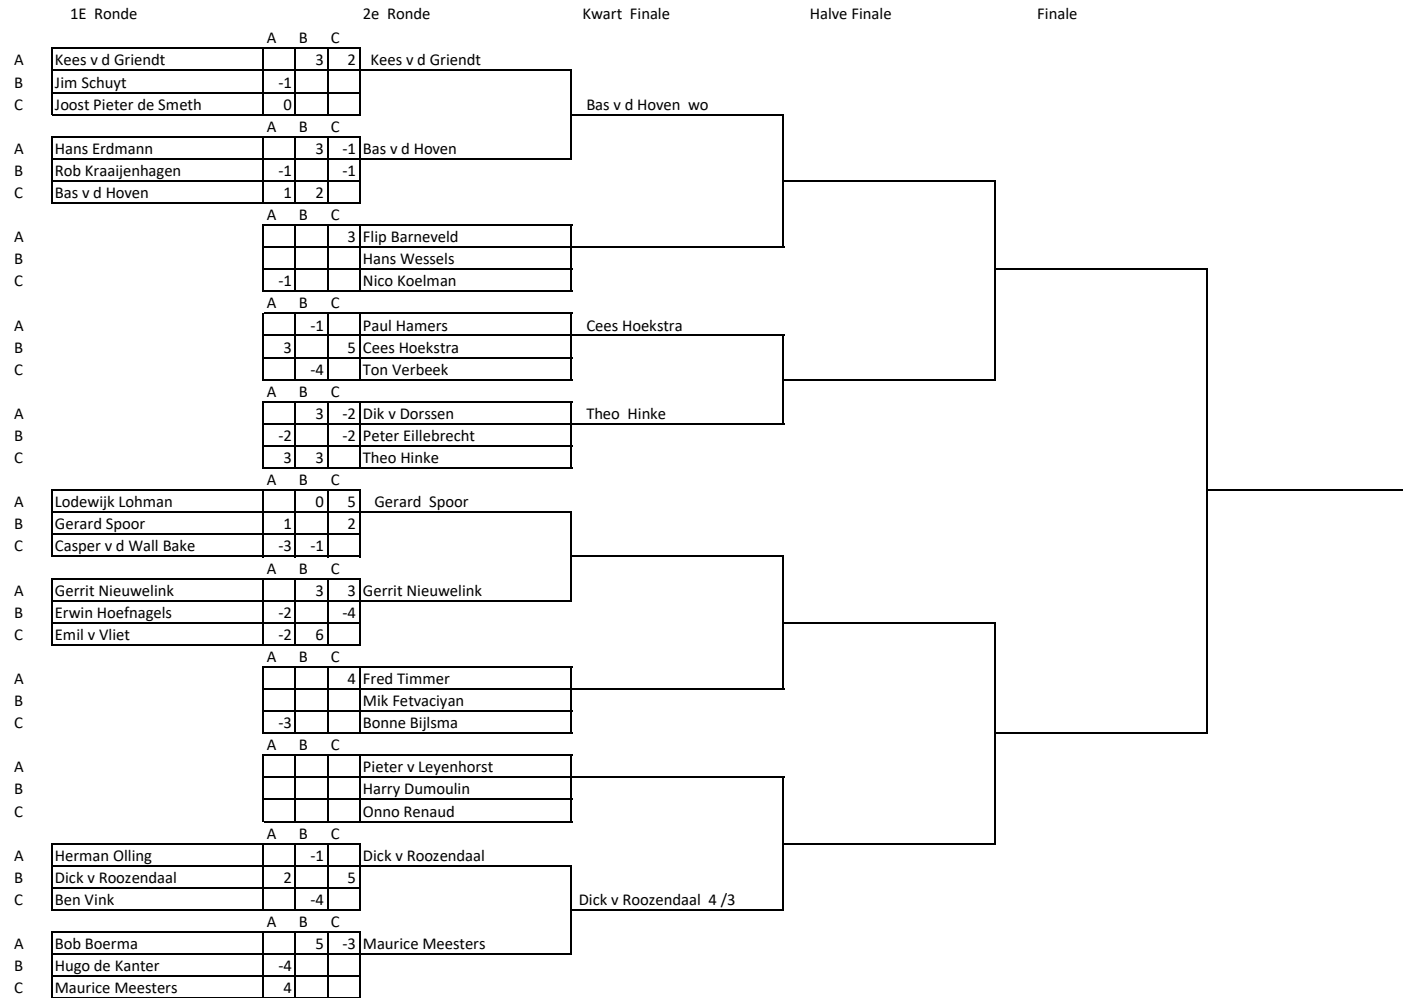 1E Ronde 2e Ronde Kwart Finale Halve Finale Finale
A B C
A Kees v d Griendt 3 2 Kees v d Griendt
B Jim Schuyt -1
C Joost Pieter de Smeth 0 Bas v d Hoven wo
A B C
A Hans Erdmann 3 -1 Bas v d Hoven
B Rob Kraaijenhagen -1 -1
C Bas v d Hoven 1 2
A B C
A 3 Flip Barneveld
B Hans Wessels
C -1 Nico Koelman
A B C
A -1 Paul Hamers Cees Hoekstra
B 3 5 Cees Hoekstra
C -4 Ton Verbeek
A B C
A 3 -2 Dik v Dorssen Theo Hinke
B -2 -2 Peter Eillebrecht
C 3 3 Theo Hinke
A B C
A Lodewijk Lohman 0 5 Gerard Spoor
B Gerard Spoor 1 2
C Casper v d Wall Bake -3 -1
A B C
A Gerrit Nieuwelink 3 3 Gerrit Nieuwelink
B Erwin Hoefnagels -2 -4
C Emil v Vliet -2 6
A B C
A 4 Fred Timmer
B Mik Fetvaciyan
C -3 Bonne Bijlsma
A B C
A Pieter v Leyenhorst
B Harry Dumoulin
C Onno Renaud
A B C
A Herman Olling -1 Dick v Roozendaal
B Dick v Roozendaal 2 5
C Ben Vink -4 Dick v Roozendaal 4 /3
A B C
A Bob Boerma 5 -3 Maurice Meesters
B Hugo de Kanter -4
C Maurice Meesters 4